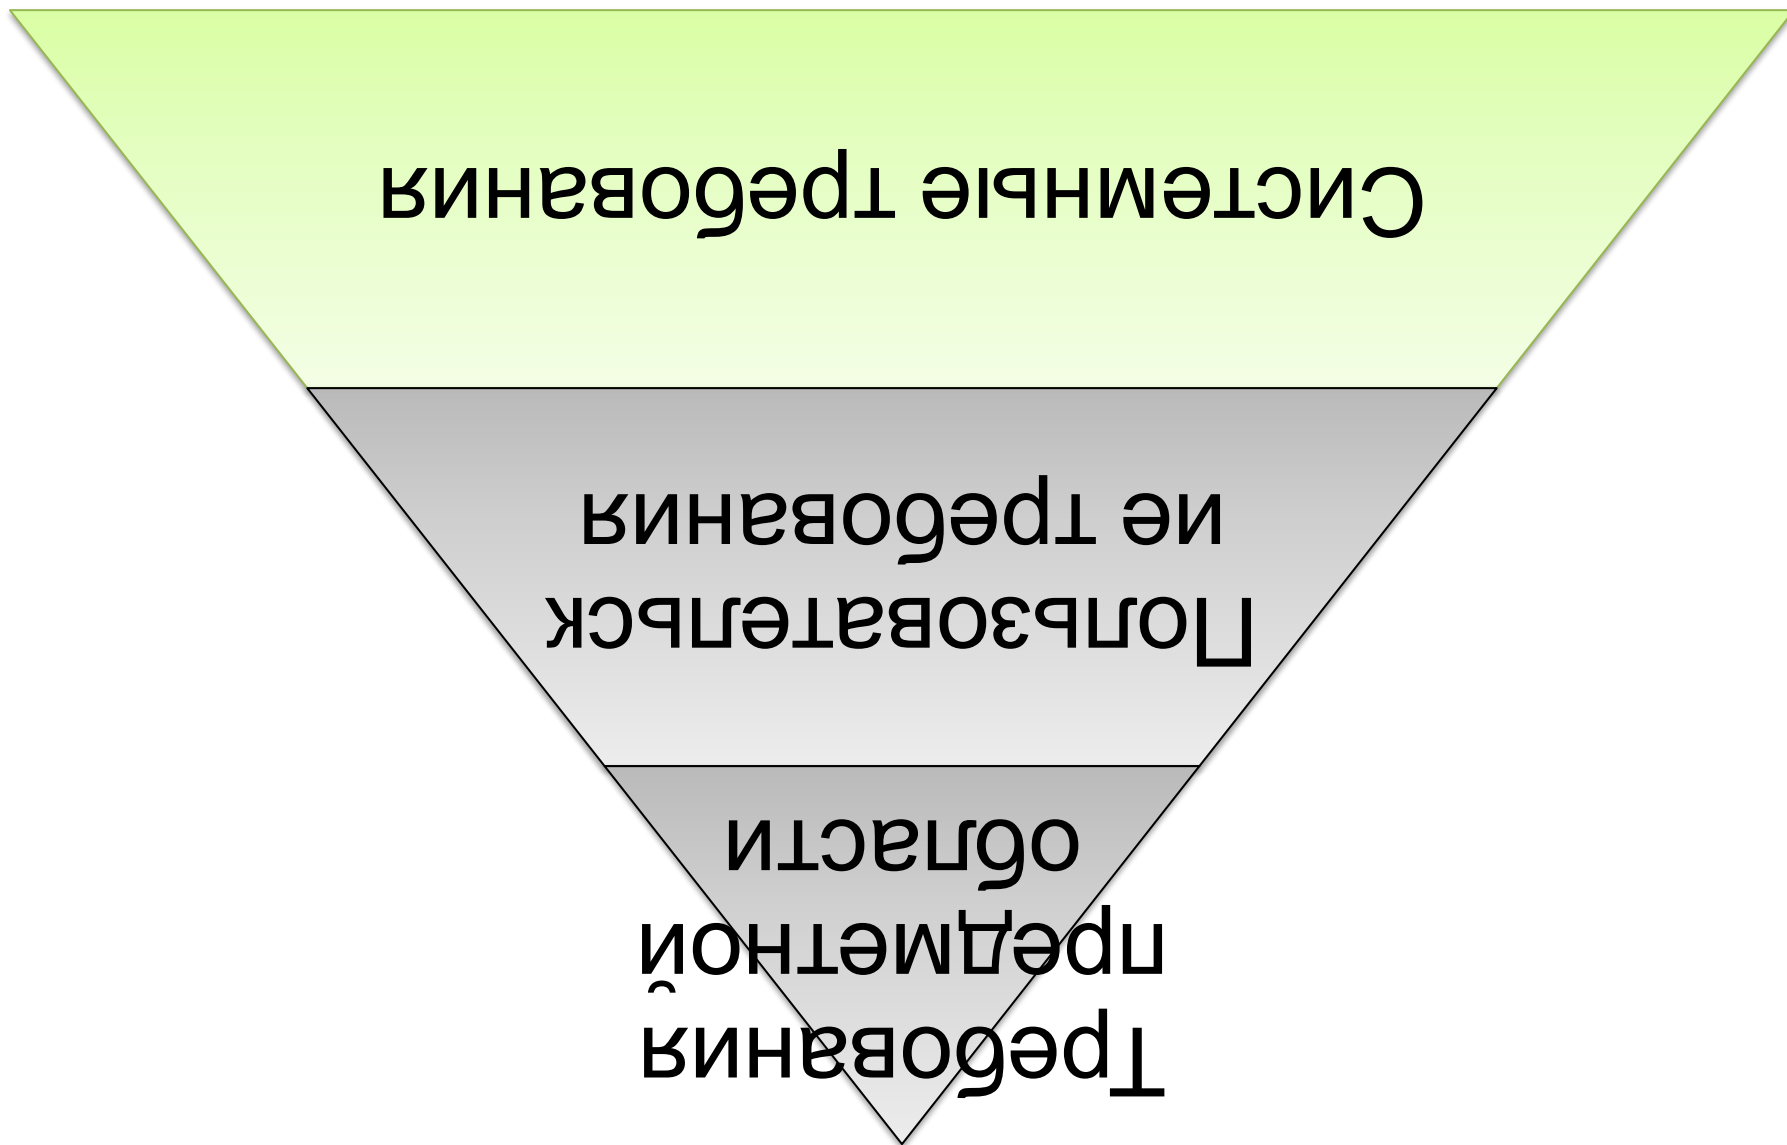 Требования
предметной
области
Пользовательск
ие требования
Системные требования